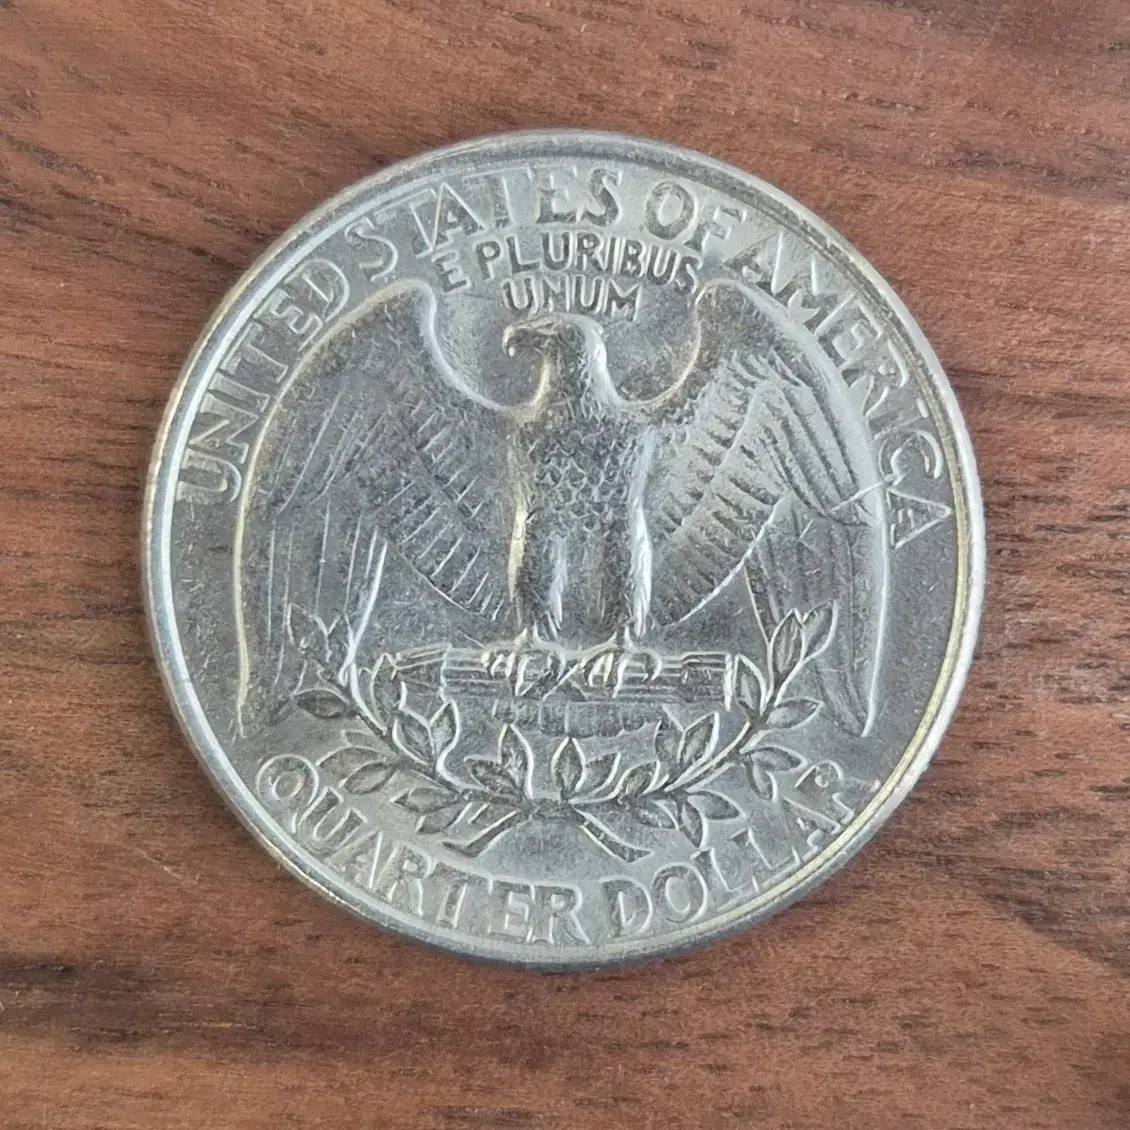 UNITED STATES OF AMERICA
E PLURIBUS
UNUM
QUARTER DOLLAR